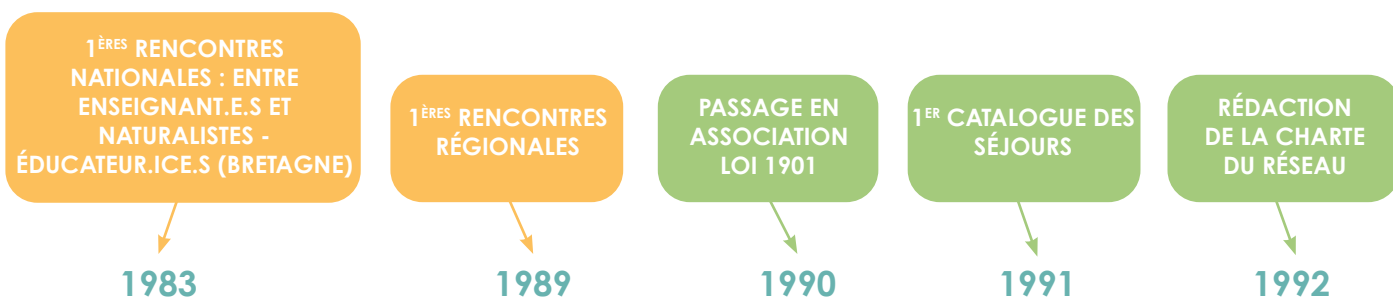 1ÈRES RENCONTRES
NATIONALES : ENTRE
ENSEIGNANT.E.S ET
NATURALISTES -
ÉDUCATEUR.ICE.S (BRETAGNE)
1983
1ÈRES RENCONTRES
RÉGIONALES
1989
PASSAGE EN
ASSOCIATION
LOI 1901
1990
1ER CATALOGUE DES
SÉJOURS
1991
RÉDACTION
DE LA CHARTE
DU RÉSEAU
1992